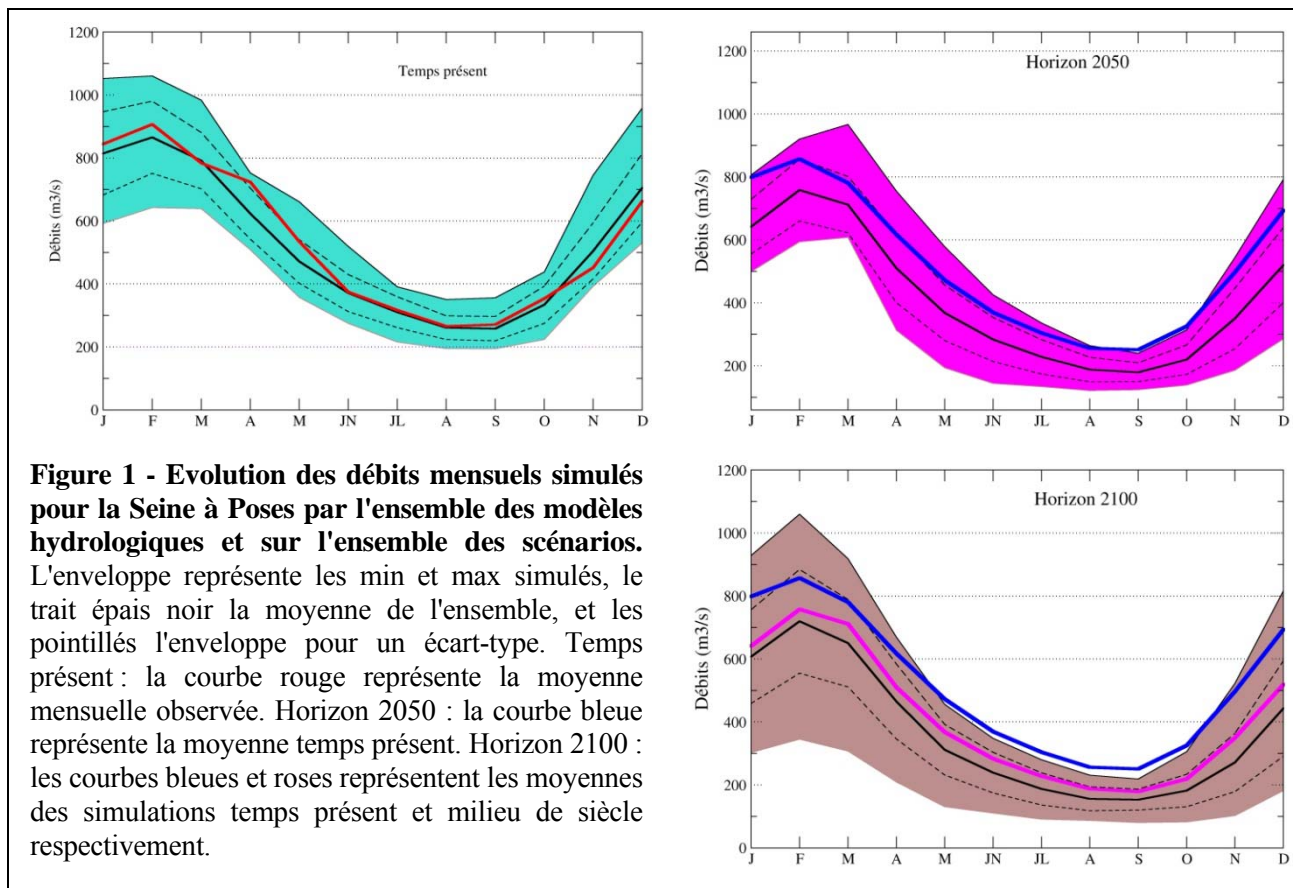 Temps présent
Débits (m3/s)
1200
1000
800
600
400
200
0
J F M A M JN JL A S O N D
Horizon 2050
Débits (m3/s)
1200
1000
800
600
400
200
J F M A M JN JL A S O N D
Figure 1 - Evolution des débits mensuels simulés
pour la Seine à Poses par l'ensemble des modèles
hydrologiques et sur l'ensemble des scénarios.
L'enveloppe représente les min et max simulés, le
trait épais noir la moyenne de l'ensemble, et les
pointillés l'enveloppe pour un écart-type. Temps
présent : la courbe rouge représente la moyenne
mensuelle observée. Horizon 2050 : la courbe bleue
représente la moyenne temps présent. Horizon 2100 :
les courbes bleues et roses représentent les moyennes
des simulations temps présent et milieu de siècle
respectivement.
Horizon 2100
Débits (m3/s)
1200
1000
800
600
400
200
0
J F M A M JN JL A S O N D